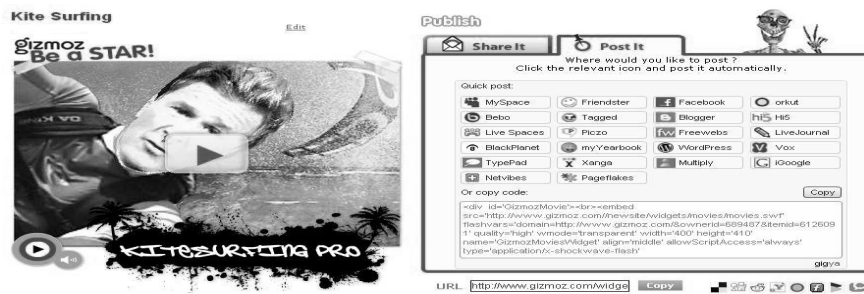 Kite Surfing
Edit
gizmoz
Be a STAR!
KITESURFING PRO
Publish
Share It
Post It
Where would you like to post ?
Click the relevant icon and post it automatically.
Quick post:
MySpace Friendster Facebook orkut
Bebo Tagged Blogger hi5 Hi5
Live Spaces Piczo fw Freewebs LiveJournal
BlackPlanet myYearbook WordPress Vox
TypePad Xanga Multiply G iGoogle
Netvibes Pageflakes
Or copy code: Copy
<div id='GizmozMovie'><br><embed
src='http://www.gizmoz.com/newsite/widgets/movies/movies.swf'
flashvars='domain=http://www.gizmoz.com/&ownerid=689487&itemid=612609
1' quality='high' wmode='transparent' width='400' height='410'
name='GizmozMoviesWidget' align='middle' allowScriptAccess='always'
type='application/x-shockwave-flash'
gigya
URL http://www.gizmoz.com/widge Copy